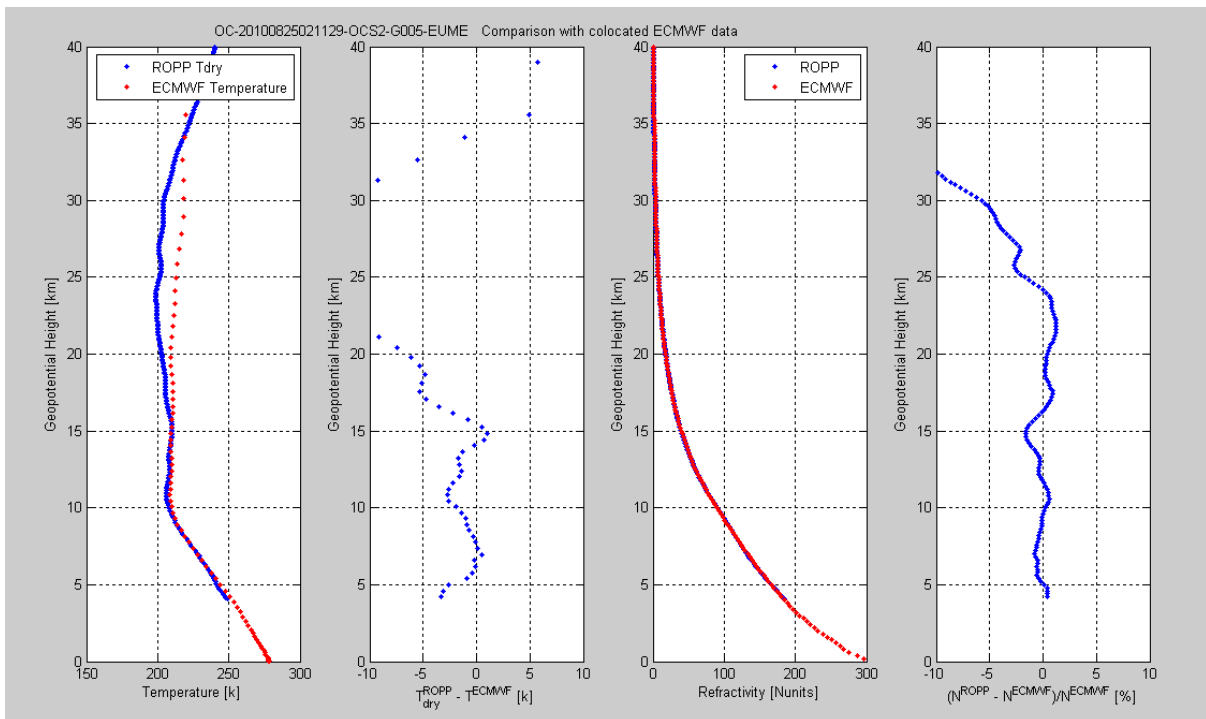 OC-20100825021129-OCS2-G005-EUME Comparison with colocated ECMWF data
40
35
30
25
20
15
10
5
0
Geopotential Height [km]
ROPP Tdry
ECMWF Temperature
150 200 250 300
Temperature [k]
40
35
30
25
20
15
10
5
0
Geopotential Height [km]
-10 -5 0 5 10
T_dry^ROPP - T^ECMWF [k]
40
35
30
25
20
15
10
5
0
Geopotential Height [km]
ROPP
ECMWF
0 100 200 300
Refractivity [Nunits]
40
35
30
25
20
15
10
5
0
Geopotential Height [km]
-10 -5 0 5 10
(N^ROPP - N^ECMWF)/N^ECMWF [%]